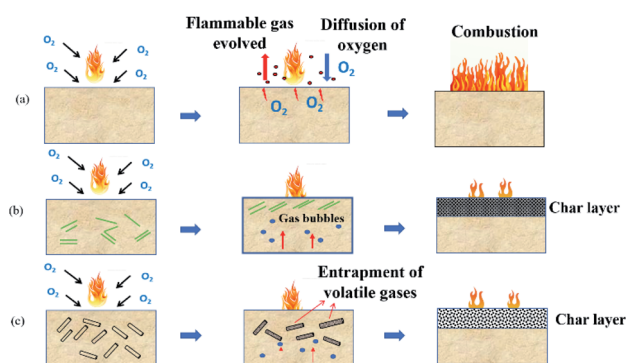 Flammable gas
evolved
Diffusion of
oxygen
Combustion
O2
O2
O2
O2
O2
O2
O2
(a)
O2
O2
O2
O2
(b)
Gas bubbles
Char layer
O2
O2
O2
O2
(c)
Entrapment of
volatile gases
Char layer